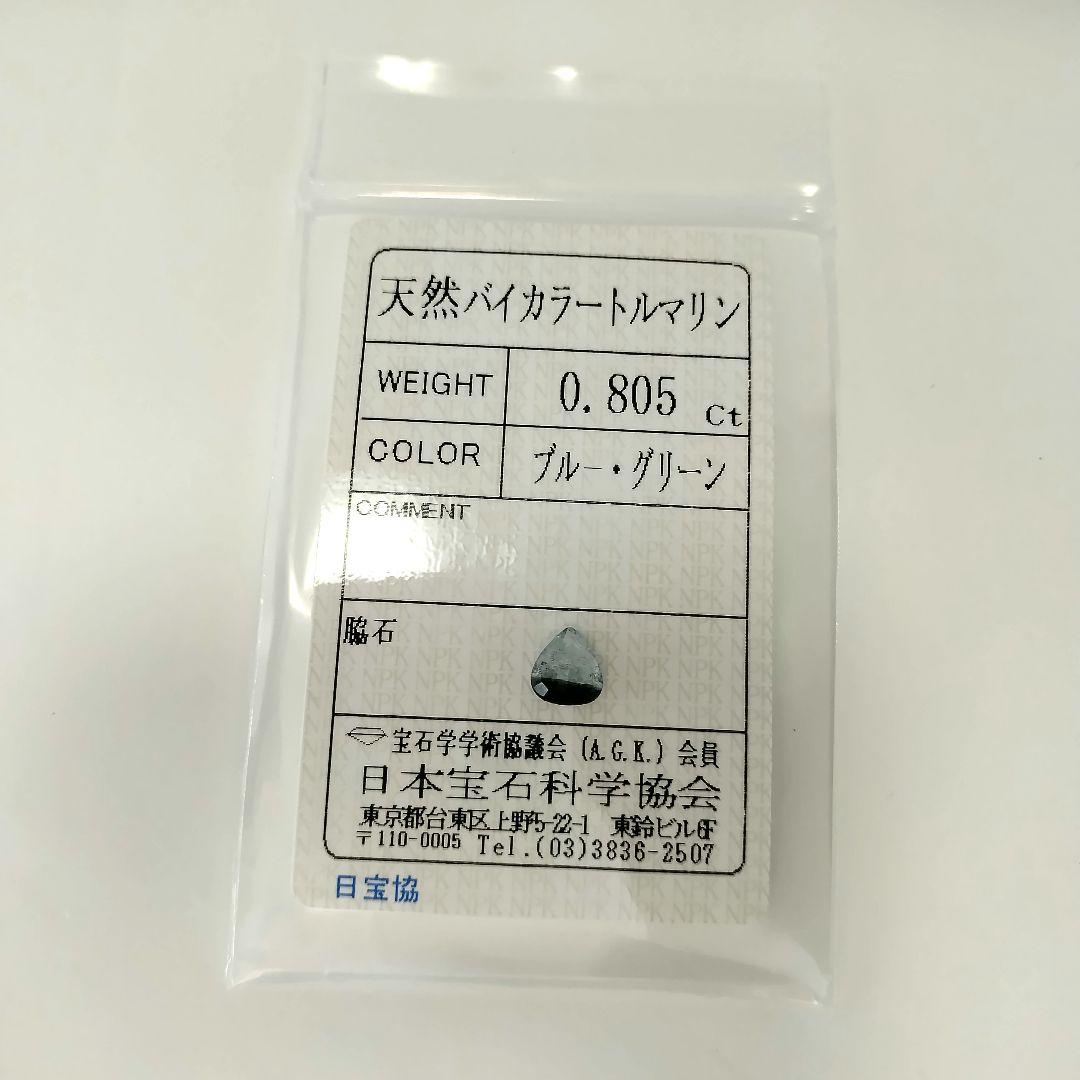 天然バイカラートルマリン
WEIGHT 0.805 Ct
COLOR ブルー・グリーン
COMMENT
脇石
宝石学学術協議会 (A.G.K.) 会員
日本宝石科学協会
東京都台東区上野5-22-1 東鈴ビル6F
〒110-0005 Tel.(03)3836-2507
日宝協